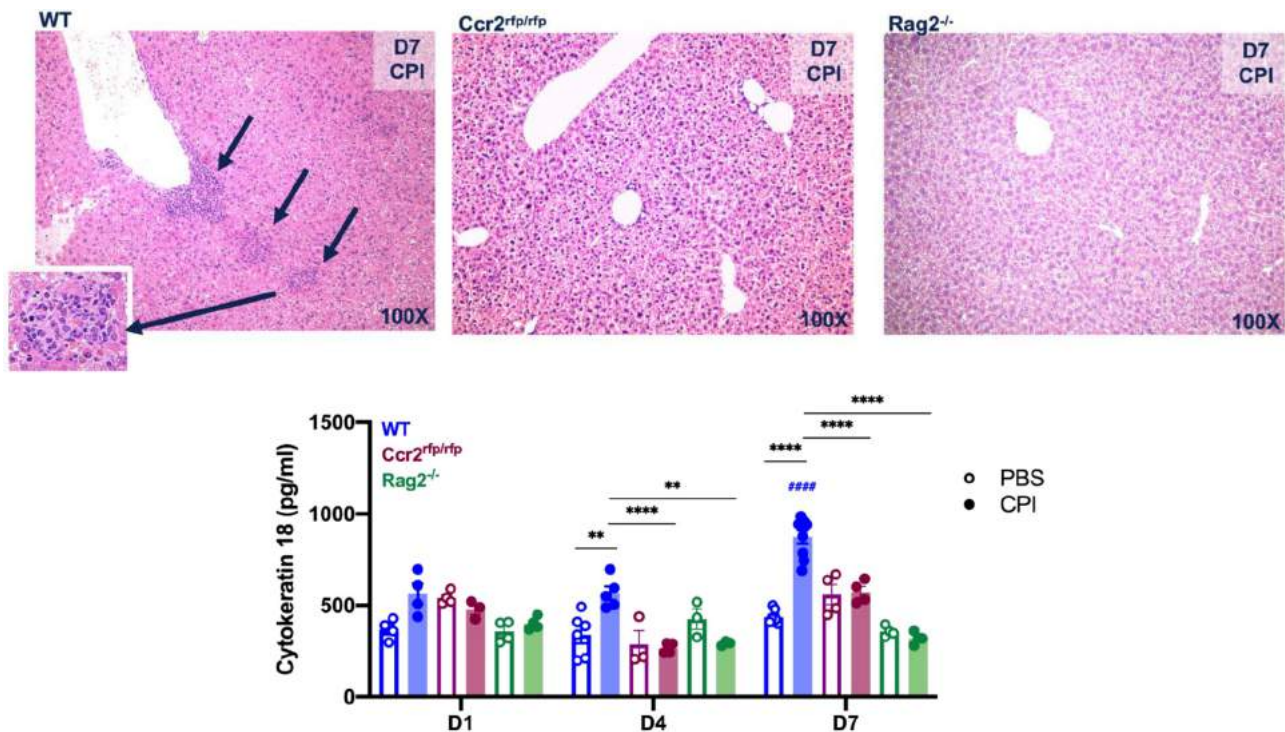 WT
D7
CPI
100X
Ccr2rfp/rfp
D7
CPI
100X
Rag2-/-
D7
CPI
100X
Cytokeratin 18 (pg/ml)
1500
1000
500
0
WT
Ccr2rfp/rfp
Rag2-/-
**
****
**
****
####
****
****
D1
D4
D7
PBS
CPI